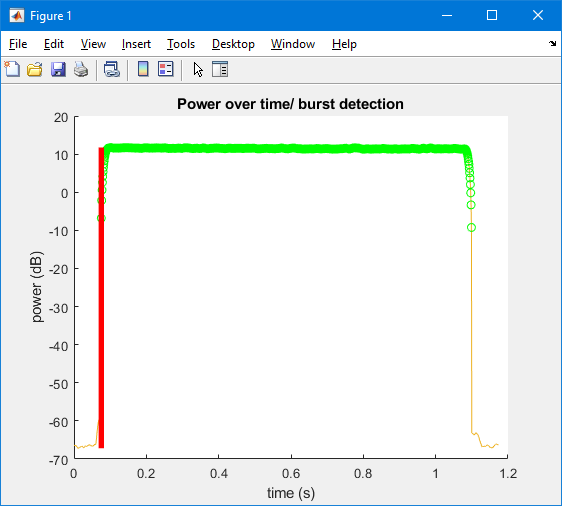 Figure 1
File Edit View Insert Tools Desktop Window Help
Power over time/ burst detection
20
10
0
-10
-20
-30
-40
-50
-60
-70
power (dB)
0 0.2 0.4 0.6 0.8 1 1.2
time (s)